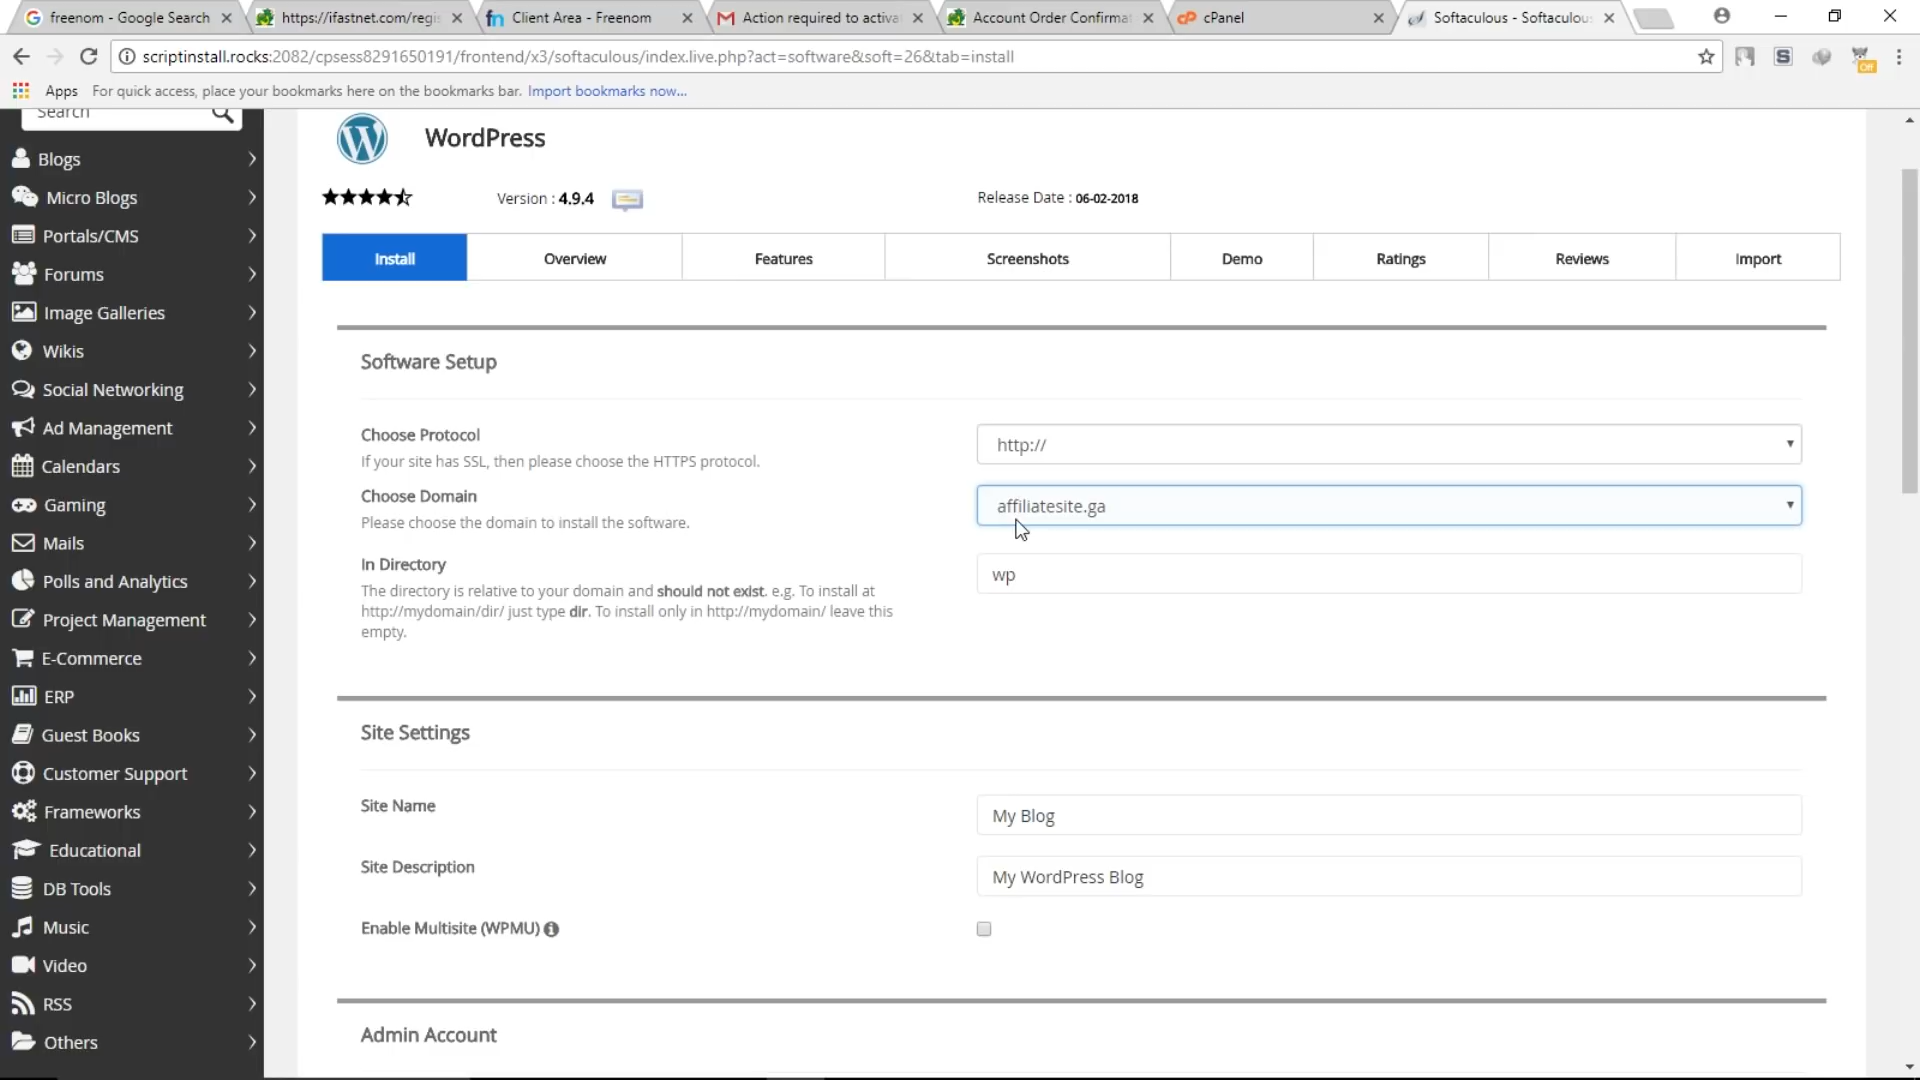 freenom - Google Search
https://ifastnet.com/regis
Client Area - Freenom
Action required to activa
Account Order Confirmat
cPanel
Softaculous - Softaculou
scriptinstall.rocks:2082/cpsess8291650191/frontend/x3/softaculous/index.live.php?act=software&soft=26&tab=install
Apps
For quick access, place your bookmarks here on the bookmarks bar. Import bookmarks now...
Search
Blogs
Micro Blogs
Portals/CMS
Forums
Image Galleries
Wikis
Social Networking
Ad Management
Calendars
Gaming
Mails
Polls and Analytics
Project Management
E-Commerce
ERP
Guest Books
Customer Support
Frameworks
Educational
DB Tools
Music
Video
RSS
Others
WordPress
Version : 4.9.4
Release Date : 06-02-2018
Install
Overview
Features
Screenshots
Demo
Ratings
Reviews
Import
Software Setup
Choose Protocol
If your site has SSL, then please choose the HTTPS protocol.
http://
Choose Domain
Please choose the domain to install the software.
affiliatesite.ga
In Directory
The directory is relative to your domain and should not exist. e.g. To install at
http://mydomain/dir/ just type dir. To install only in http://mydomain/ leave this
empty.
wp
Site Settings
Site Name
My Blog
Site Description
My WordPress Blog
Enable Multisite (WPMU)
Admin Account